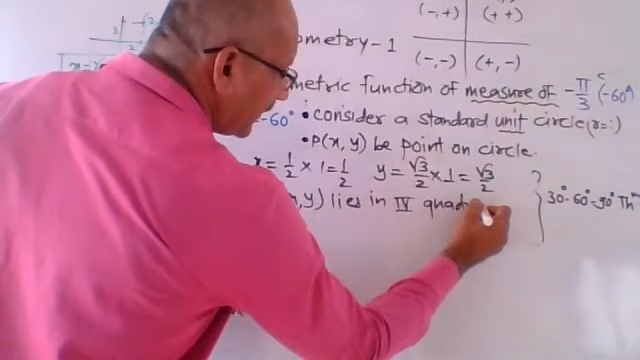 (-,+) (+ +)
ometry-1
(-,-) (+,-)
metric function of measure of -π/3 ᶜ (-60°)
-60° • consider a standard unit circle (r=1)
• P(x, y) be point on circle.
x = 1/2 × 1 = 1/2 y = √3/2 × 1 = √3/2
, y) lies in IV quad
30°-60°-90° Th